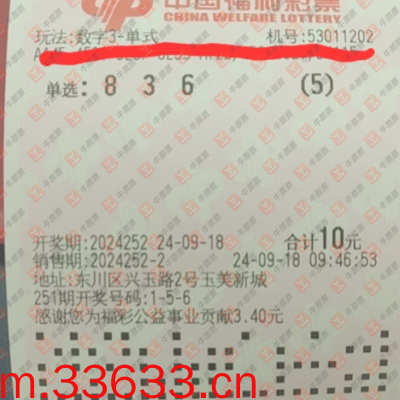 中国福利彩票
CHINA WELFARE LOTTERY
玩法:数字3-单式 机号:53011202
单选: 8 3 6 (5)
开奖期:2024252 24-09-18 合计10元
销售期:2024252-2 24-09-18 09:46:53
地址:东川区兴玉路2号玉美新城
251期开奖号码:1-5-6
感谢您为福彩公益事业贡献3.40元
m.33633.cn